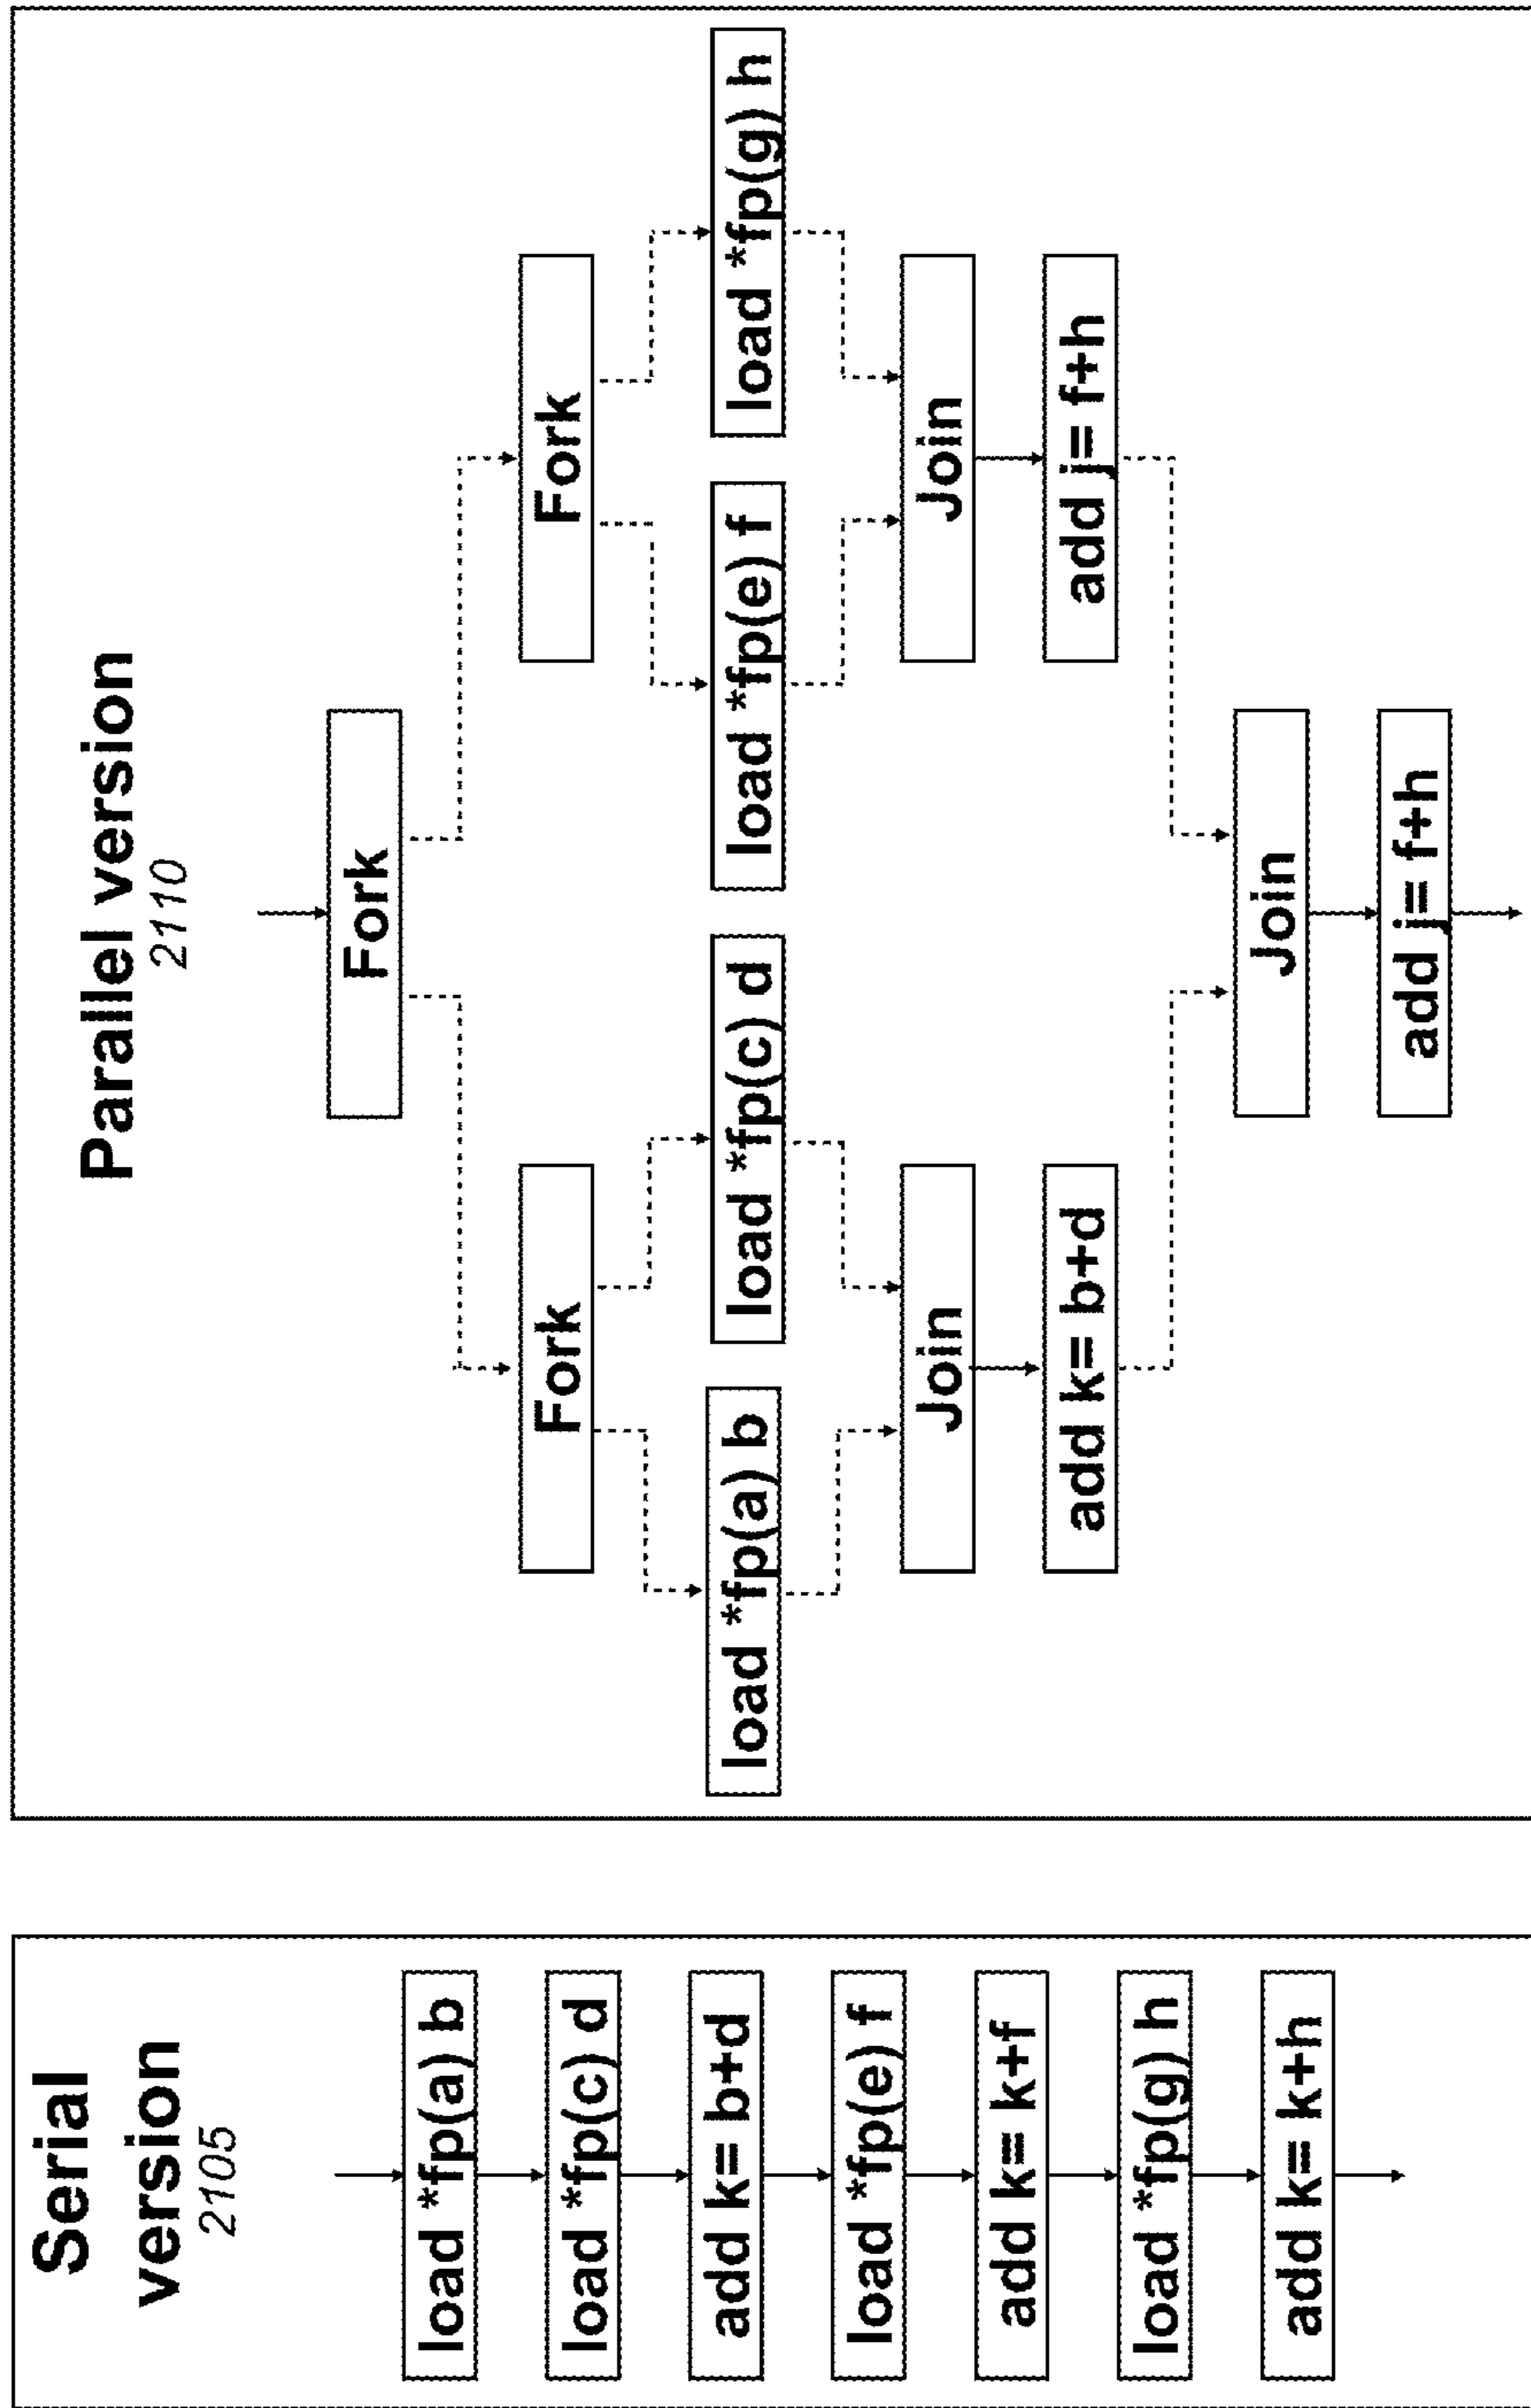 Serial
version
2105
load *fp(a) b
load *fp(c) d
add k= b+d
load *fp(e) f
add k= k+f
load *fp(g) h
add k= k+h
Parallel version
2110
Fork
Fork
Fork
load *fp(a) b
load *fp(c) d
load *fp(e) f
load *fp(g) h
Join
Join
add k= b+d
add j= f+h
Join
add j= f+h